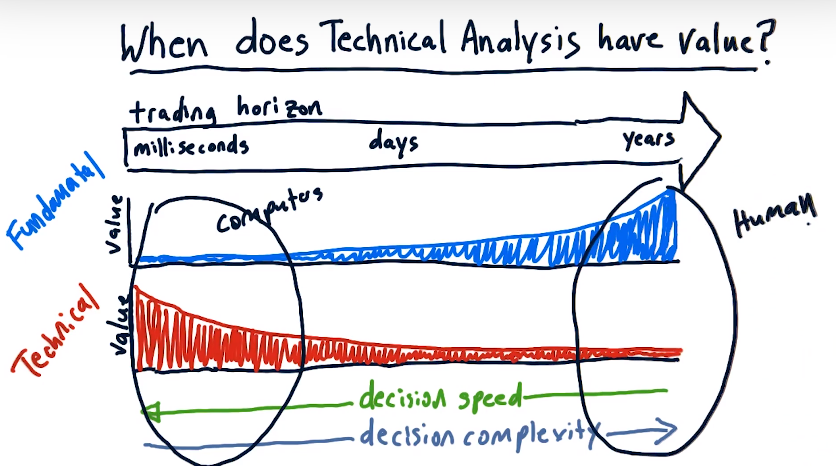 When does Technical Analysis have value?
trading horizon
milliseconds days years
Fundamatal
value
computers
Human
Technical
value
decision speed
decision complexity